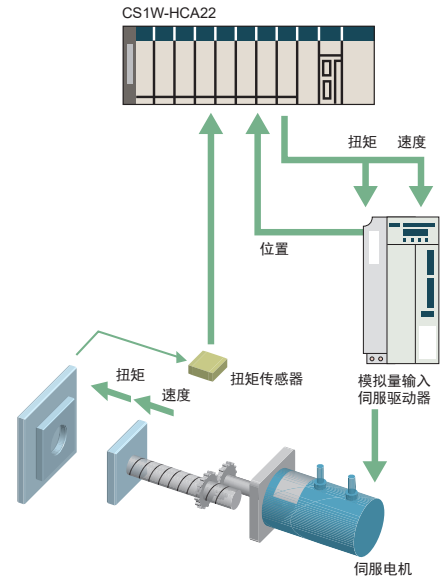 CS1W-HCA22
扭矩
速度
位置
扭矩传感器
扭矩
速度
模拟量输入
伺服驱动器
伺服电机